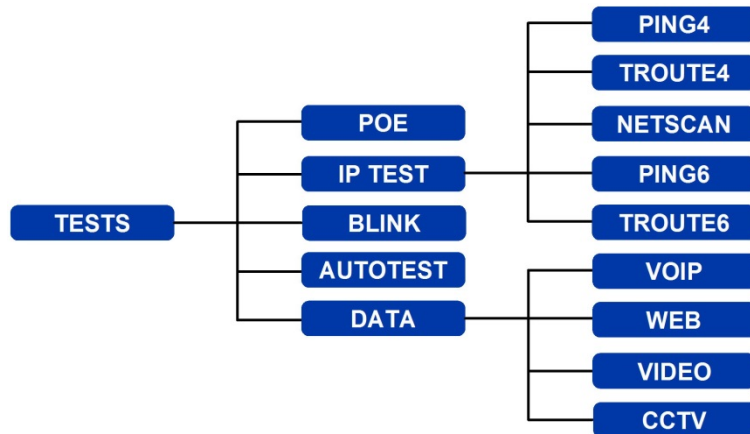 TESTS
POE
IP TEST
BLINK
AUTOTEST
DATA
PING4
TROUTE4
NETSCAN
PING6
TROUTE6
VOIP
WEB
VIDEO
CCTV